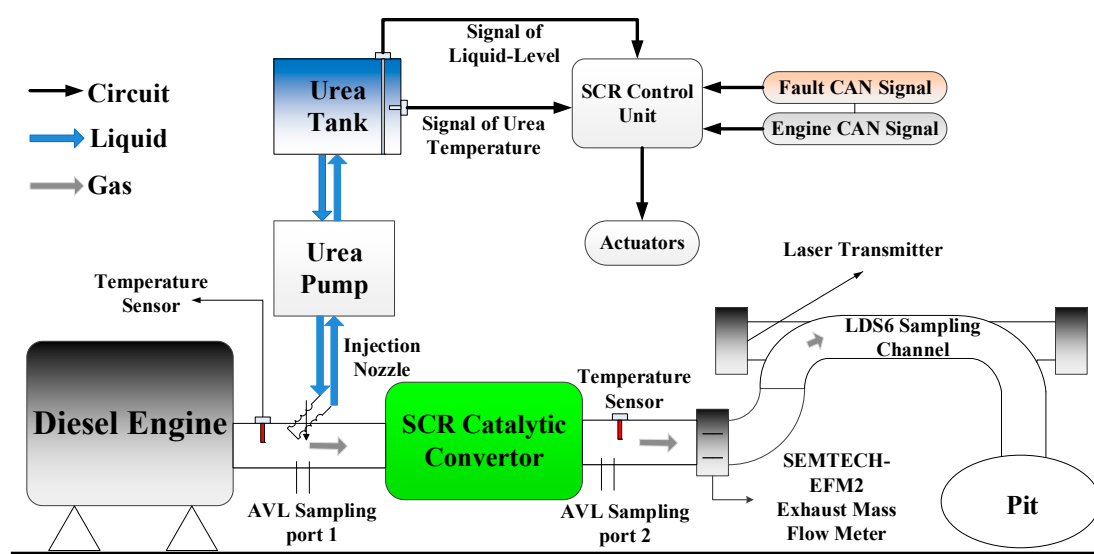 Signal of
Liquid-Level
Circuit
Liquid
Gas
Urea
Tank
Signal of Urea
Temperature
SCR Control
Unit
Fault CAN Signal
Engine CAN Signal
Actuators
Urea
Pump
Temperature
Sensor
Injection
Nozzle
Laser Transmitter
LDS6 Sampling
Channel
Diesel Engine
SCR Catalytic
Convertor
Temperature
Sensor
AVL Sampling
port 1
AVL Sampling
port 2
SEMTECH-
EFM2
Exhaust Mass
Flow Meter
Pit